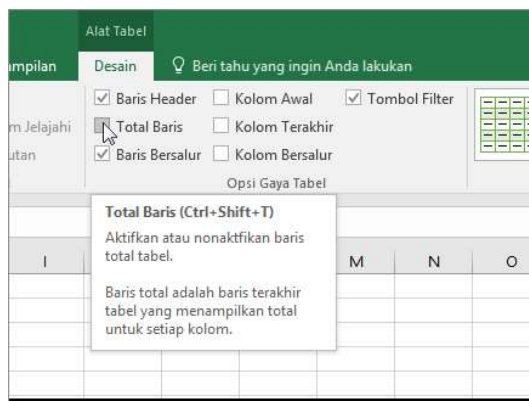 Alat Tabel
mpilan Desain Beri tahu yang ingin Anda lakukan
Baris Header Kolom Awal Tombol Filter
m Jelajahi Total Baris Kolom Terakhir
utan Baris Bersalur Kolom Bersalur
Opsi Gaya Tabel
Total Baris (Ctrl+Shift+T)
Aktifkan atau nonaktfikan baris
total tabel.
Baris total adalah baris terakhir
tabel yang menampilkan total
untuk setiap kolom.
I M N O